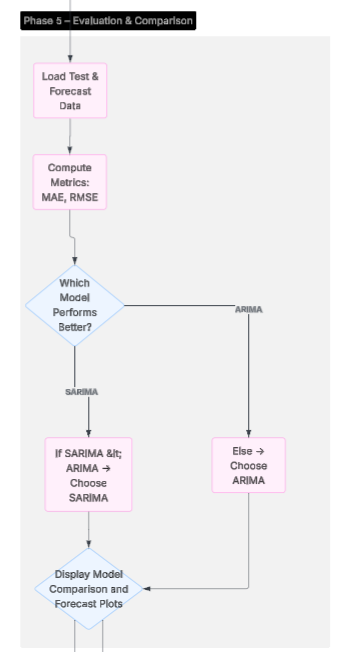 Phase 5 – Evaluation & Comparison
Load Test &
Forecast
Data
Compute
Metrics:
MAE, RMSE
Which
Model
Performs
Better?
ARIMA
SARIMA
If SARIMA &lt;
ARIMA →
Choose
SARIMA
Else →
Choose
ARIMA
Display Model
Comparison and
Forecast Plots